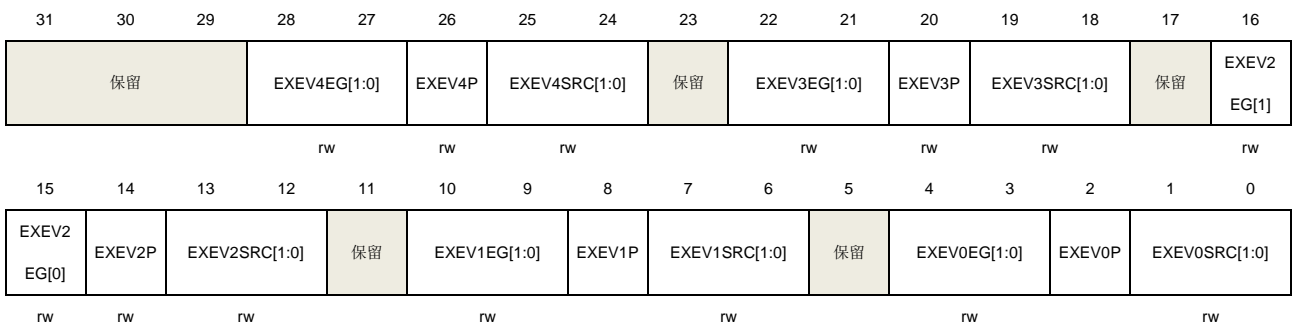 31 30 29 28 27 26 25 24 23 22 21 20 19 18 17 16
保留 EXEV4EG[1:0] EXEV4P EXEV4SRC[1:0] 保留 EXEV3EG[1:0] EXEV3P EXEV3SRC[1:0] 保留 EXEV2
EG[1]
rw rw rw rw rw rw rw
15 14 13 12 11 10 9 8 7 6 5 4 3 2 1 0
EXEV2
EG[0] EXEV2P EXEV2SRC[1:0] 保留 EXEV1EG[1:0] EXEV1P EXEV1SRC[1:0] 保留 EXEV0EG[1:0] EXEV0P EXEV0SRC[1:0]
rw rw rw rw rw rw rw